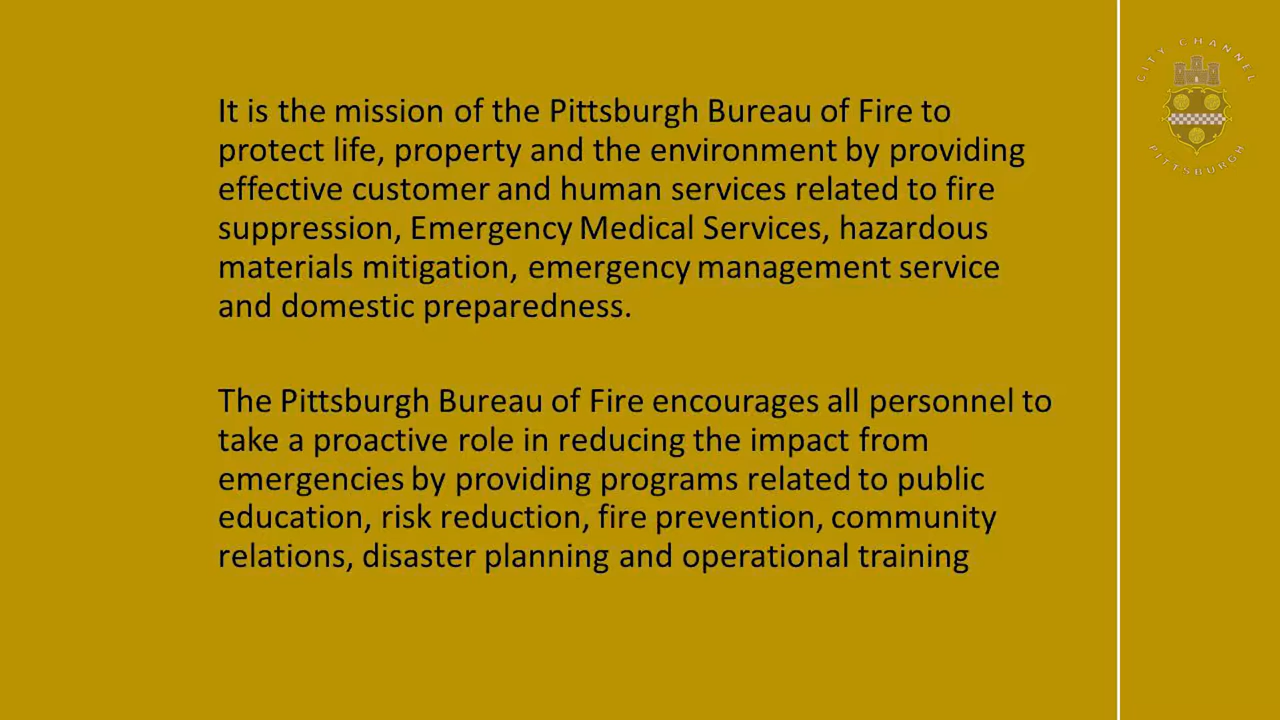 It is the mission of the Pittsburgh Bureau of Fire to
protect life, property and the environment by providing
effective customer and human services related to fire
suppression, Emergency Medical Services, hazardous
materials mitigation, emergency management service
and domestic preparedness.
The Pittsburgh Bureau of Fire encourages all personnel to
take a proactive role in reducing the impact from
emergencies by providing programs related to public
education, risk reduction, fire prevention, community
relations, disaster planning and operational training
CITY CHANNEL
PITTSBURGH